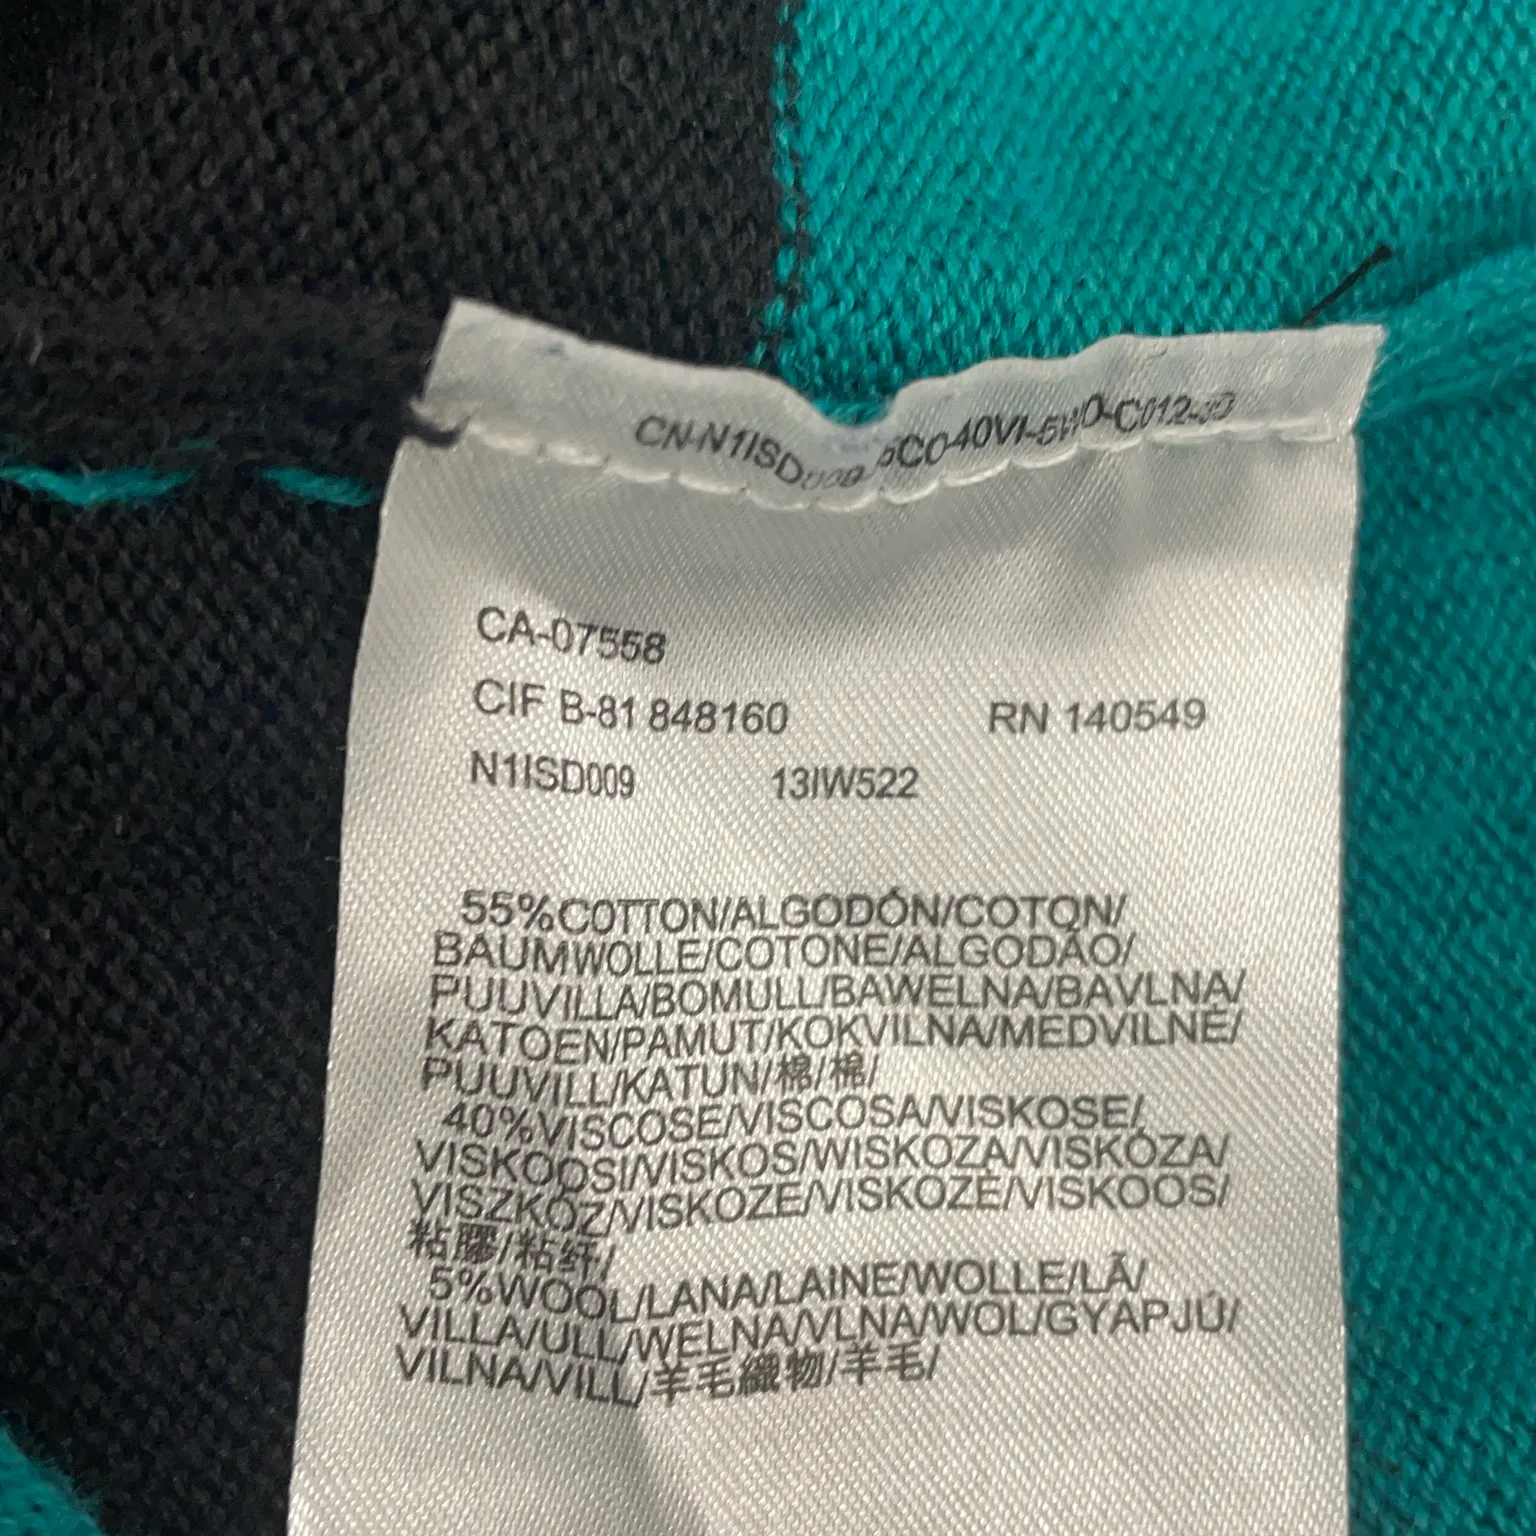 CN-N1ISD009 5CO-40VI-5WO-C012-30
CA-07558
CIF B-81 848160 RN 140549
N1ISD009 13IW522
55%COTTON/ALGODÓN/COTON/
BAUMWOLLE/COTONE/ALGODÃO/
PUUVILLA/BOMULL/BAWEŁNA/BAVLNA/
KATOEN/PAMUT/KOKVILNA/MEDVILNĖ/
PUUVILL/KATUN/棉/棉/
40%VISCOSE/VISCOSA/VISKOSE/
VISKOOSI/VISKOS/WISKOZA/VISKÓZA/
VISZKÓZ/VISKOZE/VISKOZĖ/VISKOOS/
粘膠/粘纤/
5%WOOL/LANA/LAINE/WOLLE/LÃ/
VILLA/ULL/WEŁNA/VLNA/WOL/GYAPJÚ/
VILNA/VILL/羊毛織物/羊毛/